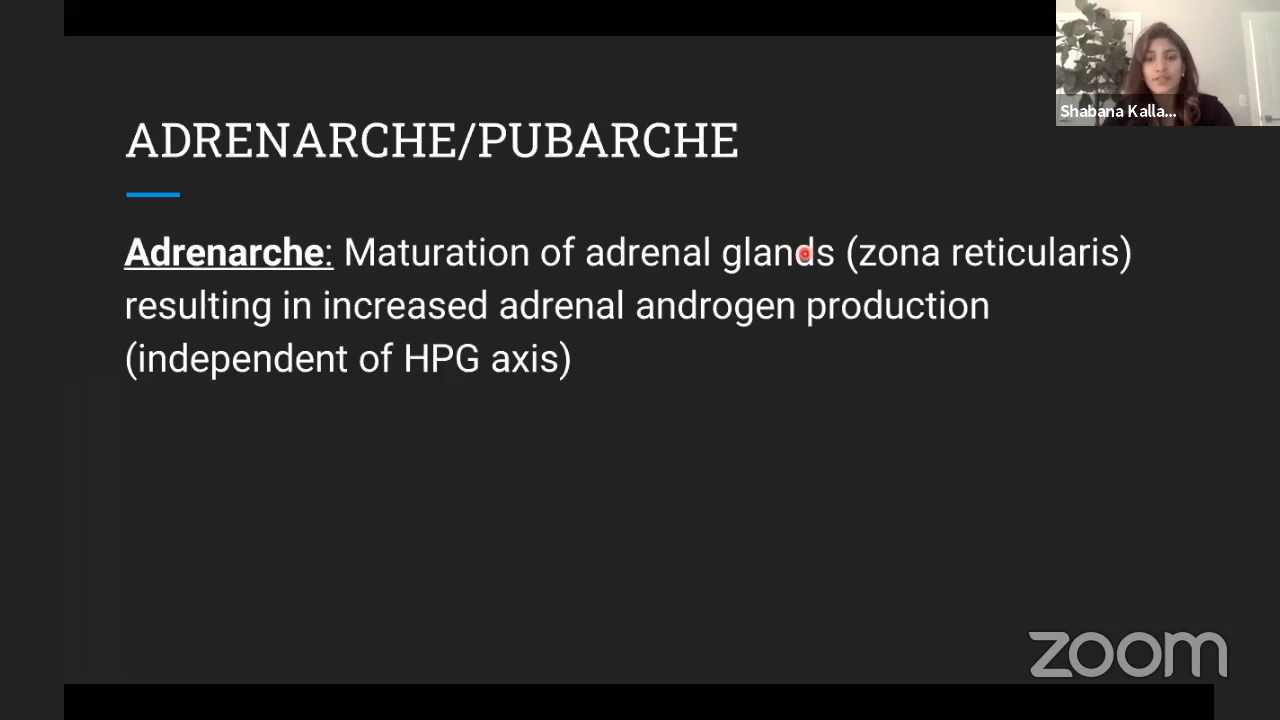 Shabana Kalla...
ADRENARCHE/PUBARCHE
Adrenarche: Maturation of adrenal glands (zona reticularis)
resulting in increased adrenal androgen production
(independent of HPG axis)
zoom